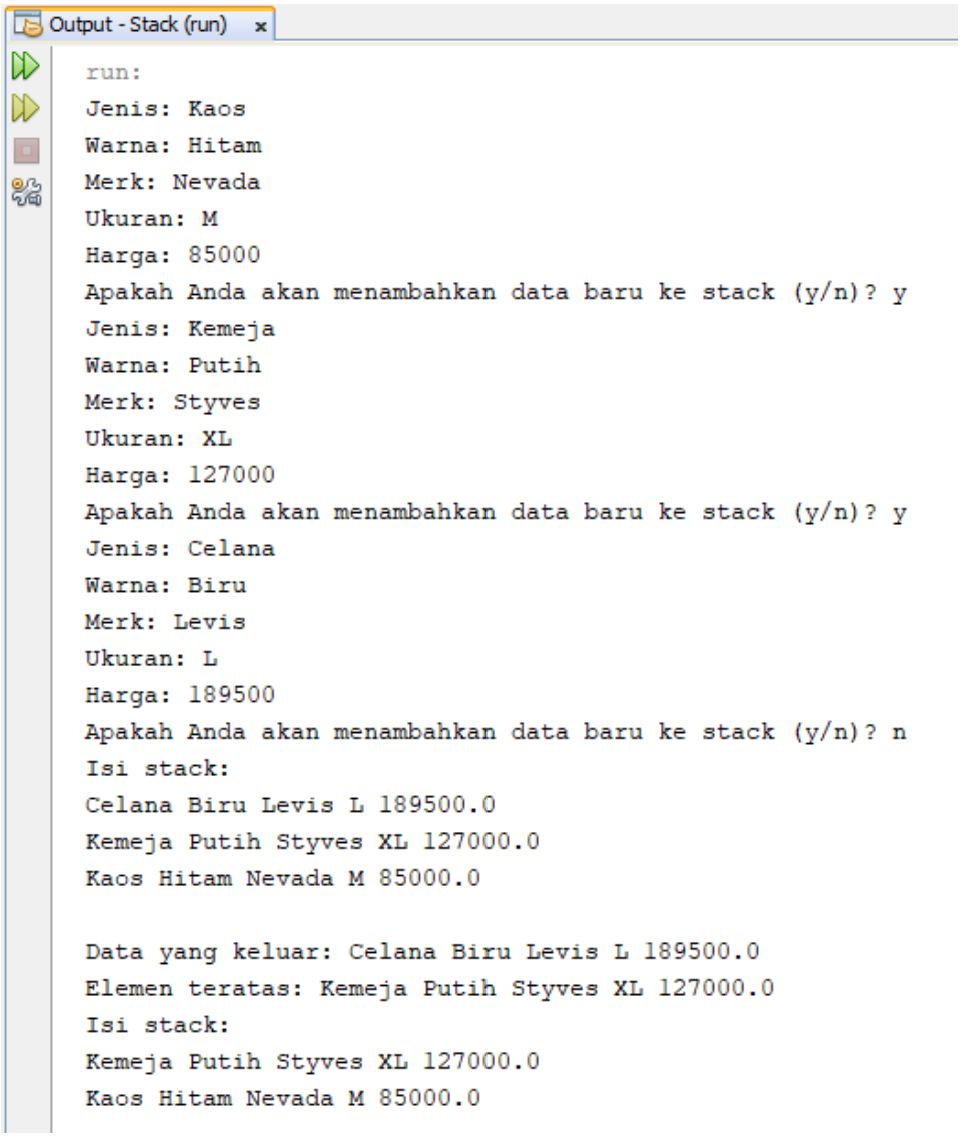 Output - Stack (run) x
run:
Jenis: Kaos
Warna: Hitam
Merk: Nevada
Ukuran: M
Harga: 85000
Apakah Anda akan menambahkan data baru ke stack (y/n)? y
Jenis: Kemeja
Warna: Putih
Merk: Styves
Ukuran: XL
Harga: 127000
Apakah Anda akan menambahkan data baru ke stack (y/n)? y
Jenis: Celana
Warna: Biru
Merk: Levis
Ukuran: L
Harga: 189500
Apakah Anda akan menambahkan data baru ke stack (y/n)? n
Isi stack:
Celana Biru Levis L 189500.0
Kemeja Putih Styves XL 127000.0
Kaos Hitam Nevada M 85000.0
Data yang keluar: Celana Biru Levis L 189500.0
Elemen teratas: Kemeja Putih Styves XL 127000.0
Isi stack:
Kemeja Putih Styves XL 127000.0
Kaos Hitam Nevada M 85000.0